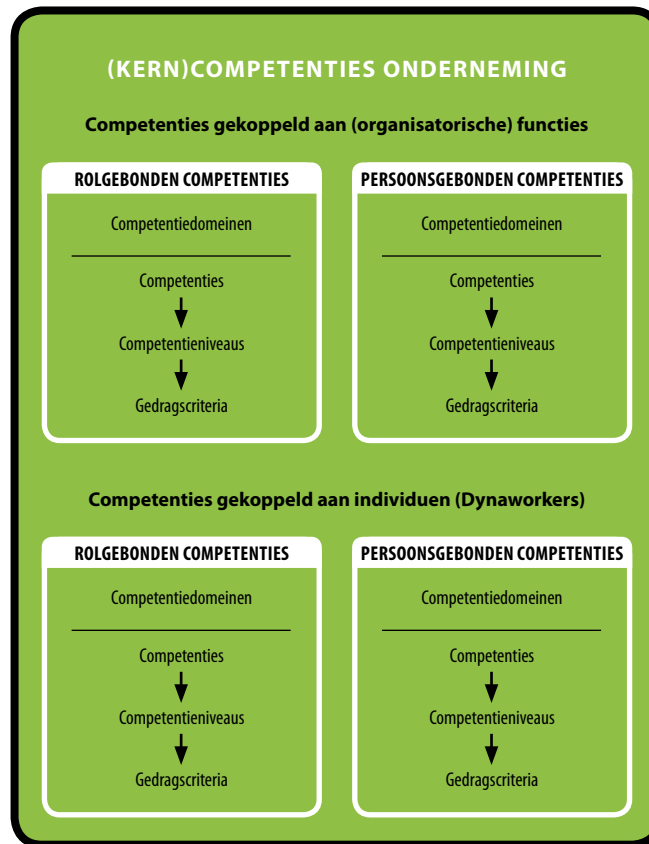 (KERN)COMPETENTIES ONDERNEMING
Competenties gekoppeld aan (organisatorische) functies
ROLGEBONDEN COMPETENTIES
Competentiedomeinen
Competenties
Competentieniveaus
Gedragscriteria
PERSOONSGEBONDEN COMPETENTIES
Competentiedomeinen
Competenties
Competentieniveaus
Gedragscriteria
Competenties gekoppeld aan individuen (Dynaworkers)
ROLGEBONDEN COMPETENTIES
Competentiedomeinen
Competenties
Competentieniveaus
Gedragscriteria
PERSOONSGEBONDEN COMPETENTIES
Competentiedomeinen
Competenties
Competentieniveaus
Gedragscriteria